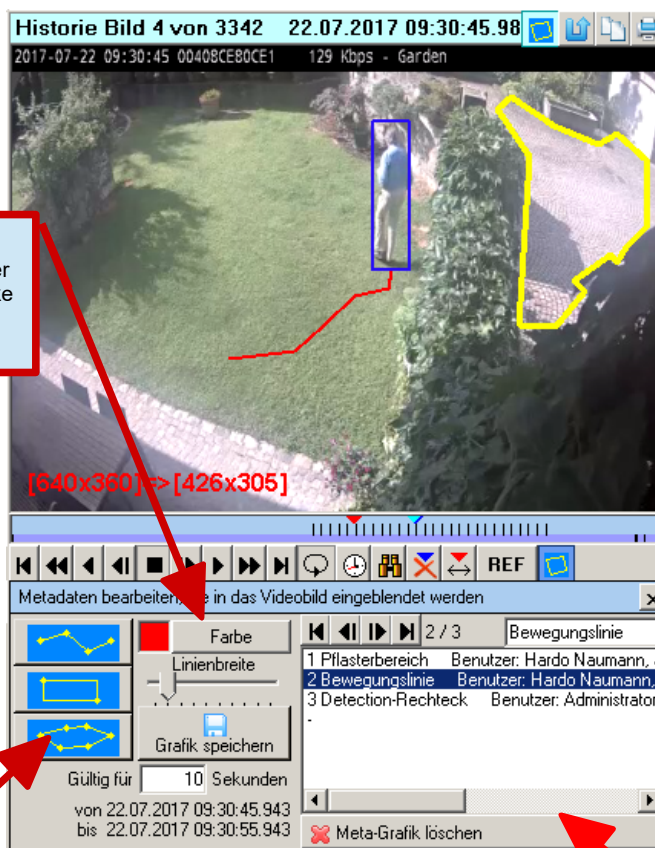 Historie Bild 4 von 3342 22.07.2017 09:30:45.98
2017-07-22 09:30:45 00408CE80CE1 129 Kbps - Garden
er
ke
[640x360]=>[426x305]
REF
Metadaten bearbeiten, in das Videobild eingeblendet werden
Farbe
2 / 3
Bewegungslinie
Linienbreite
1 Pflasterbereich Benutzer: Hardo Naumann,
2 Bewegungslinie Benutzer: Hardo Naumann,
3 Detection-Rechteck Benutzer: Administrator
-
Grafik speichern
Gültig für 10 Sekunden
von 22.07.2017 09:30:45.943
bis 22.07.2017 09:30:55.943
Meta-Grafik löschen